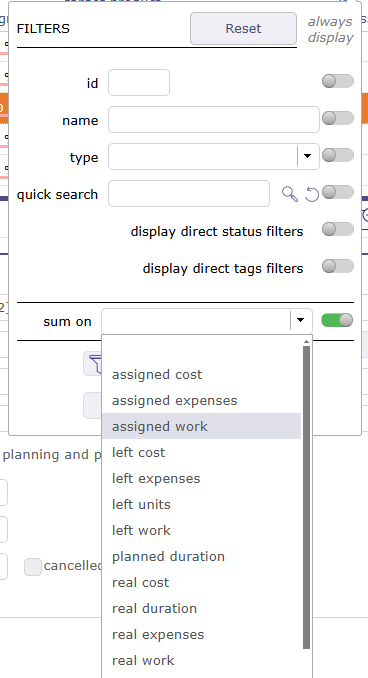 FILTERS
Reset
always
display
id
name
type
quick search
display direct status filters
display direct tags filters
sum on
assigned cost
assigned expenses
assigned work
left cost
left expenses
left units
left work
planning and p
planned duration
cancelled
real cost
real duration
real expenses
real work